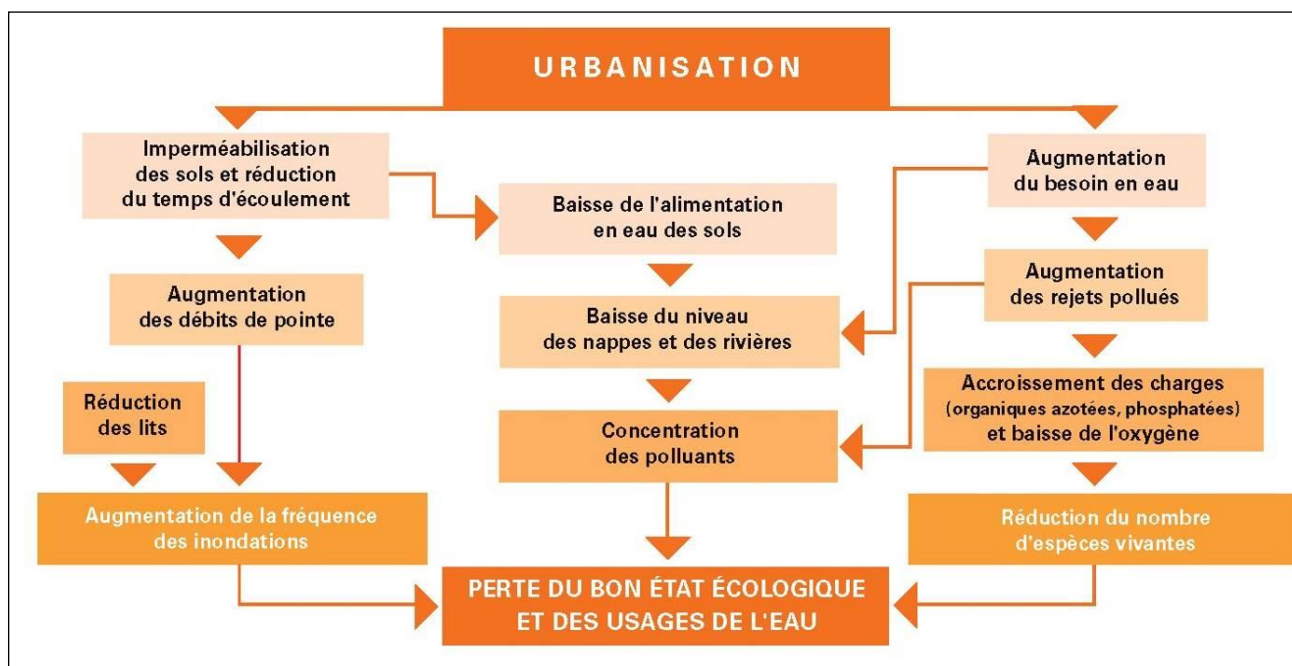 URBANISATION
Imperméabilisation
des sols et réduction
du temps d'écoulement
Augmentation
du besoin en eau
Baisse de l'alimentation
en eau des sols
Augmentation
des débits de pointe
Augmentation
des rejets pollués
Baisse du niveau
des nappes et des rivières
Réduction
des lits
Accroissement des charges
(organiques azotées, phosphatées)
et baisse de l'oxygène
Concentration
des polluants
Augmentation de la fréquence
des inondations
Réduction du nombre
d'espèces vivantes
PERTE DU BON ÉTAT ÉCOLOGIQUE
ET DES USAGES DE L'EAU